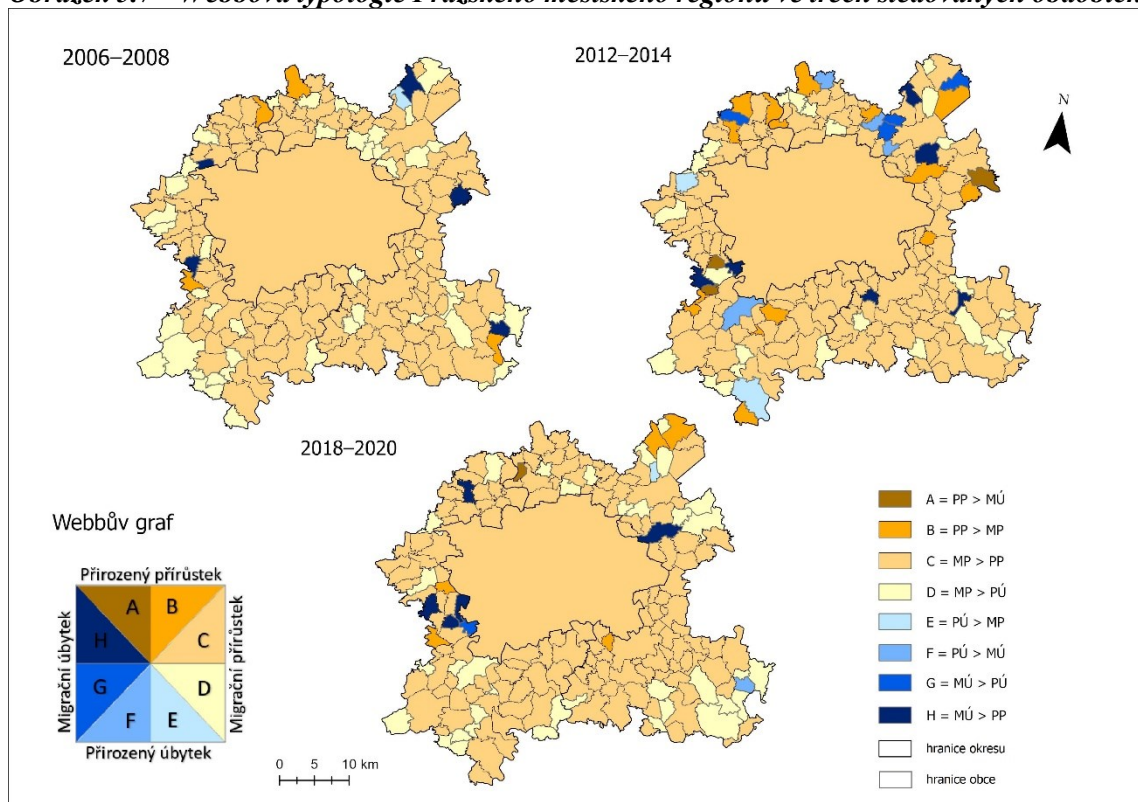 Obrázek 5.7 – Webbova typologie Pražského městského regionu ve třech sledovaných obdobích
2006–2008
2012–2014
N
2018–2020
Webbův graf
Přirozený přírůstek
Migrační úbytek
Migrační přírůstek
A
B
H
C
G
D
F
E
Přirozený úbytek
0 5 10 km
A = PP > MÚ
B = PP > MP
C = MP > PP
D = MP > PÚ
E = PÚ > MP
F = PÚ > MÚ
G = MÚ > PÚ
H = MÚ > PP
hranice okresu
hranice obce